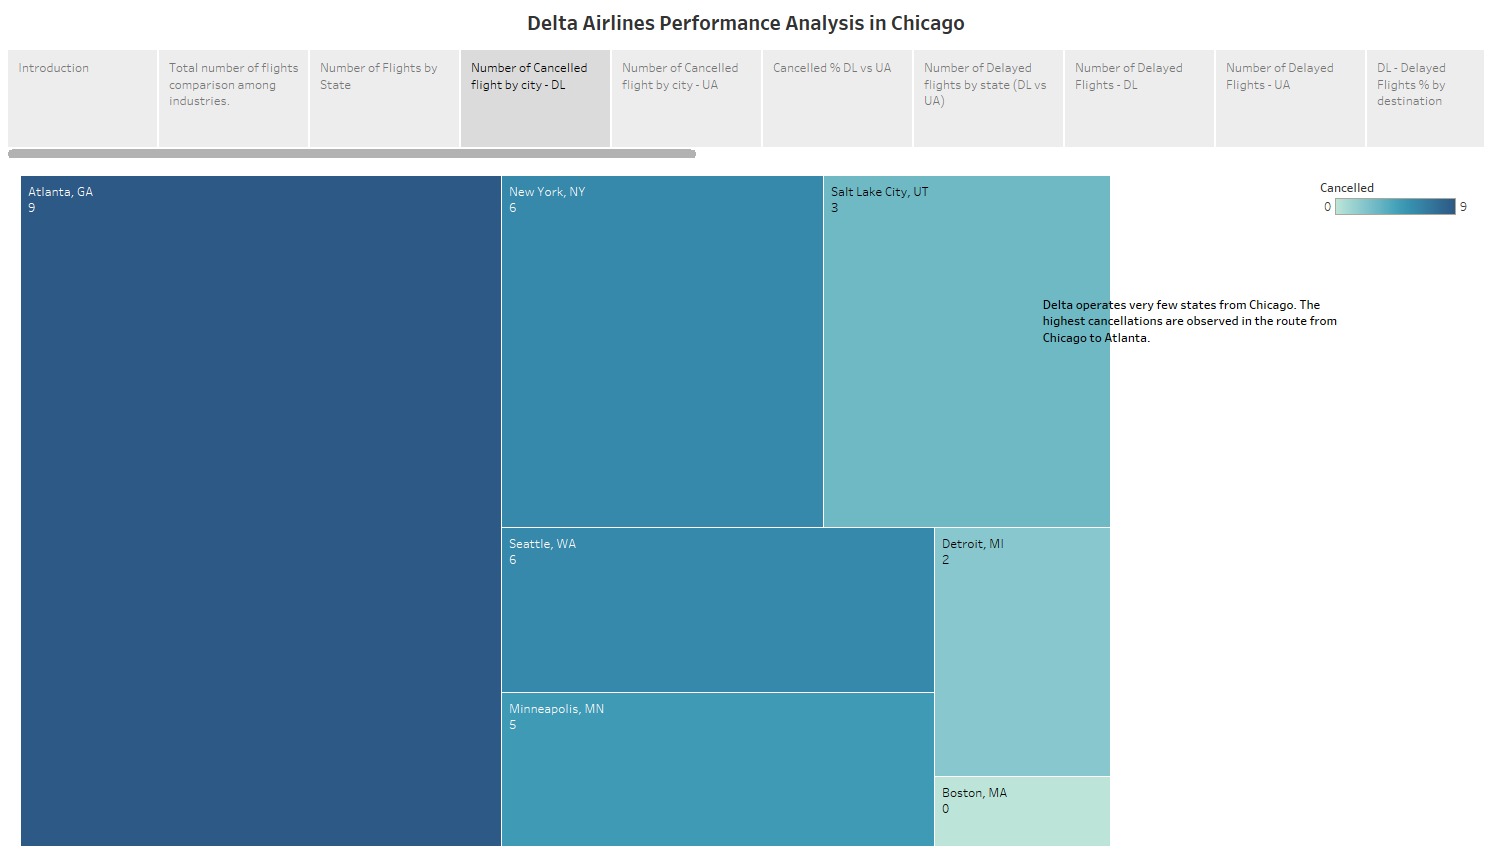 Delta Airlines Performance Analysis in Chicago
Introduction
Total number of flights
comparison among
industries.
Number of Flights by
State
Number of Cancelled
flight by city - DL
Number of Cancelled
flight by city - UA
Cancelled % DL vs UA
Number of Delayed
flights by state (DL vs
UA)
Number of Delayed
Flights - DL
Number of Delayed
Flights - UA
DL - Delayed
Flights % by
destination
Atlanta, GA
9
New York, NY
6
Salt Lake City, UT
3
Cancelled
0 9
Delta operates very few states from Chicago. The
highest cancellations are observed in the route from
Chicago to Atlanta.
Seattle, WA
6
Detroit, MI
2
Minneapolis, MN
5
Boston, MA
0